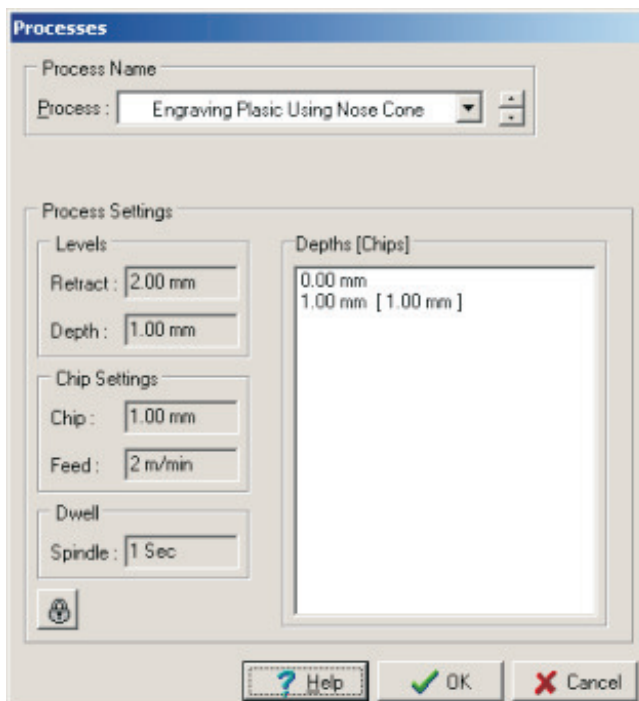 Processes
Process Name
Process : Engraving Plasic Using Nose Cone
Process Settings
Levels
Retract : 2.00 mm
Depth : 1.00 mm
Chip Settings
Chip : 1.00 mm
Feed : 2 m/min
Dwell
Spindle : 1 Sec
Depths [Chips]
0.00 mm
1.00 mm [ 1.00 mm ]
? Help OK Cancel